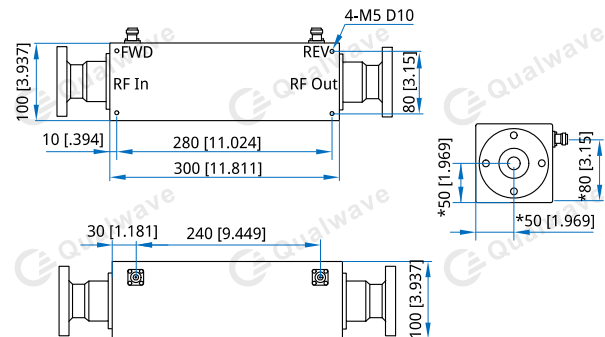 4-M5 D10
FWD
REV
RF In
RF Out
100 [3.937]
80 [3.15]
10 [.394]
280 [11.024]
300 [11.811]
*50 [1.969]
*80 [3.15]
*50 [1.969]
30 [1.181]
240 [9.449]
100 [3.937]
Qualwave
Qualwave
Qualwave
Qualwave
Qualwave
Qualwave